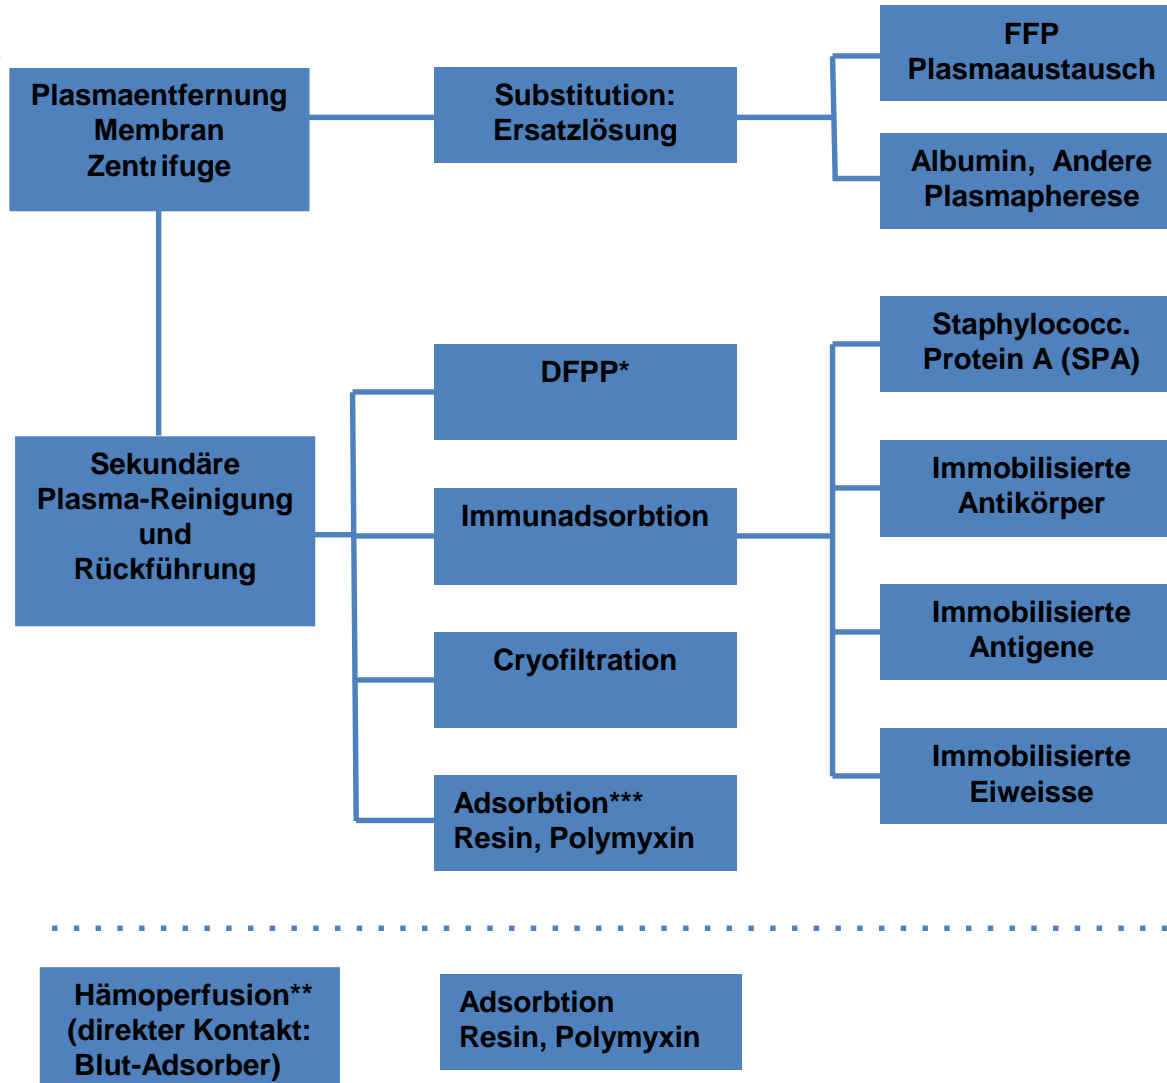 Plasmaentfernung
Membran
Zentrifuge
Substitution:
Ersatzlösung
FFP
Plasmaaustausch
Albumin, Andere
Plasmapherese
Sekundäre
Plasma-Reinigung
und
Rückführung
DFPP*
Immunadsorbtion
Cryofiltration
Adsorbtion***
Resin, Polymyxin
Staphylococc.
Protein A (SPA)
Immobilisierte
Antikörper
Immobilisierte
Antigene
Immobilisierte
Eiweisse
Hämoperfusion**
(direkter Kontakt:
Blut-Adsorber)
Adsorbtion
Resin, Polymyxin